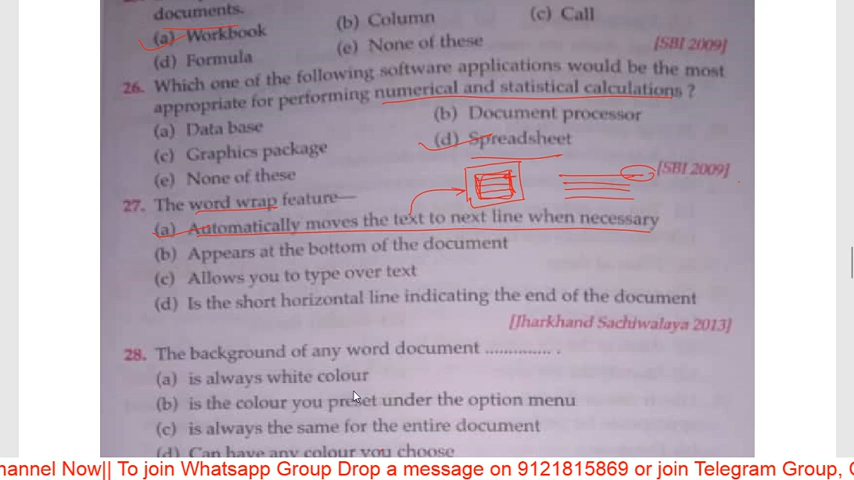 documents.
(a) Workbook (b) Column (c) Call
(d) Formula (e) None of these [SBI 2009]
26. Which one of the following software applications would be the most
appropriate for performing numerical and statistical calculations ?
(a) Data base (b) Document processor
(c) Graphics package (d) Spreadsheet
(e) None of these [SBI 2009]
27. The word wrap feature—
(a) Automatically moves the text to next line when necessary
(b) Appears at the bottom of the document
(c) Allows you to type over text
(d) Is the short horizontal line indicating the end of the document
[Jharkhand Sachiwalaya 2013]
28. The background of any word document .............. .
(a) is always white colour
(b) is the colour you preset under the option menu
(c) is always the same for the entire document
(d) Can have any colour you choose
hannel Now|| To join Whatsapp Group Drop a message on 9121815869 or join Telegram Group, C